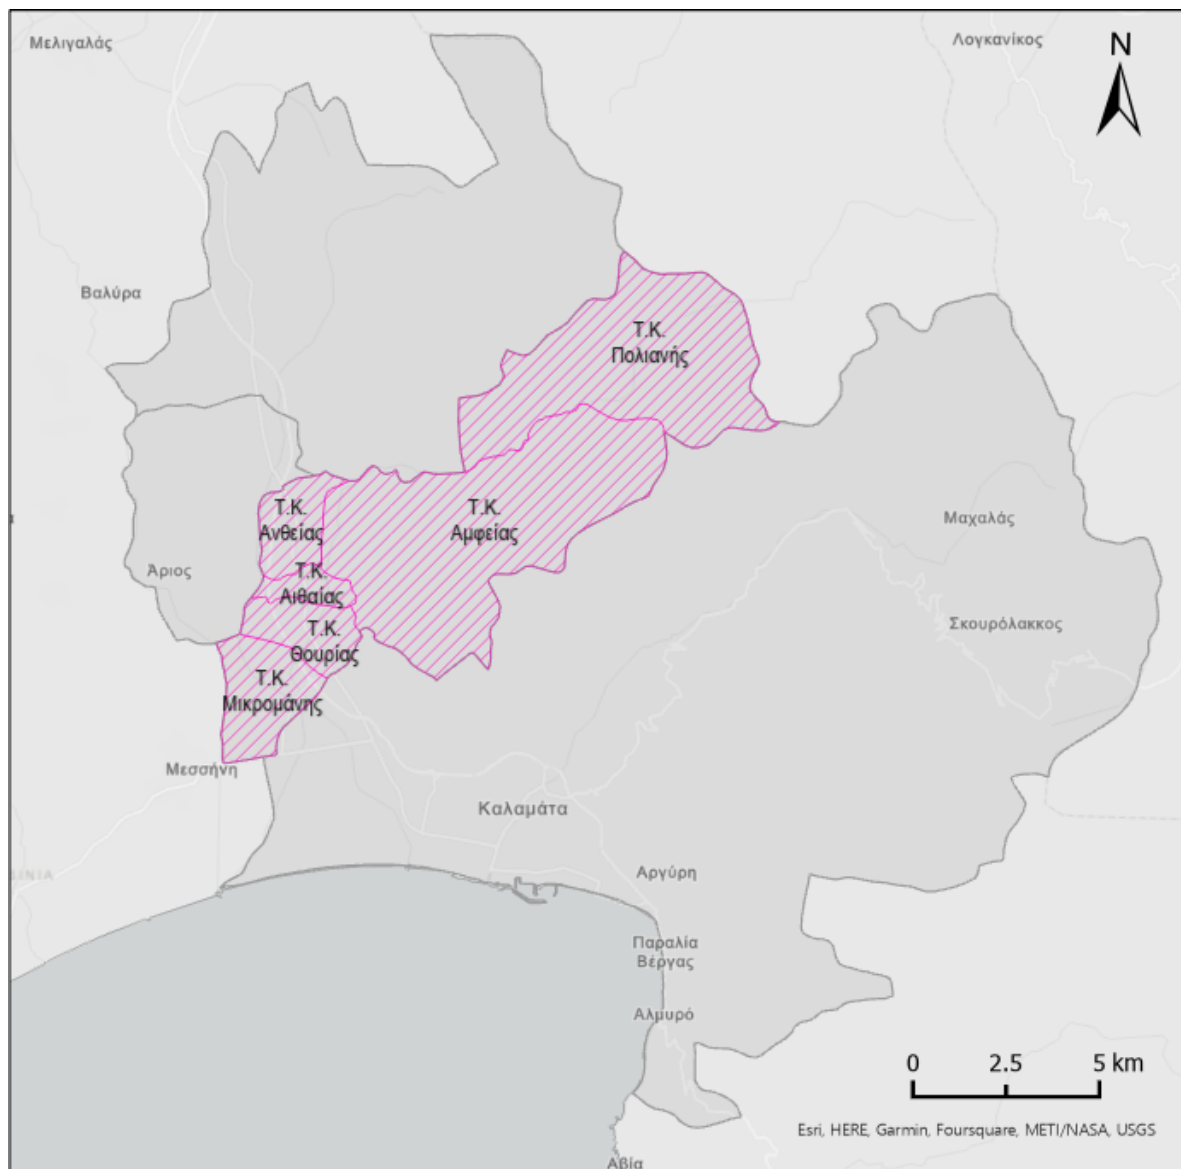 Μελιγαλάς
Λογκανίκος
N
Βαλύρα
Τ.Κ.
Πολιανής
Τ.Κ.
Ανθείας
Τ.Κ.
Αμφείας
Μαχαλάς
Άριος
Τ.Κ.
Αιθαίας
Τ.Κ.
Θουρίας
Σκουρόλακκος
Τ.Κ.
Μικρομάνης
Μεσσήνη
Καλαμάτα
Αργύρη
INIA
Παραλία
Βέργας
Αλμυρό
0 2.5 5 km
Esri, HERE, Garmin, Foursquare, METI/NASA, USGS
Αβία